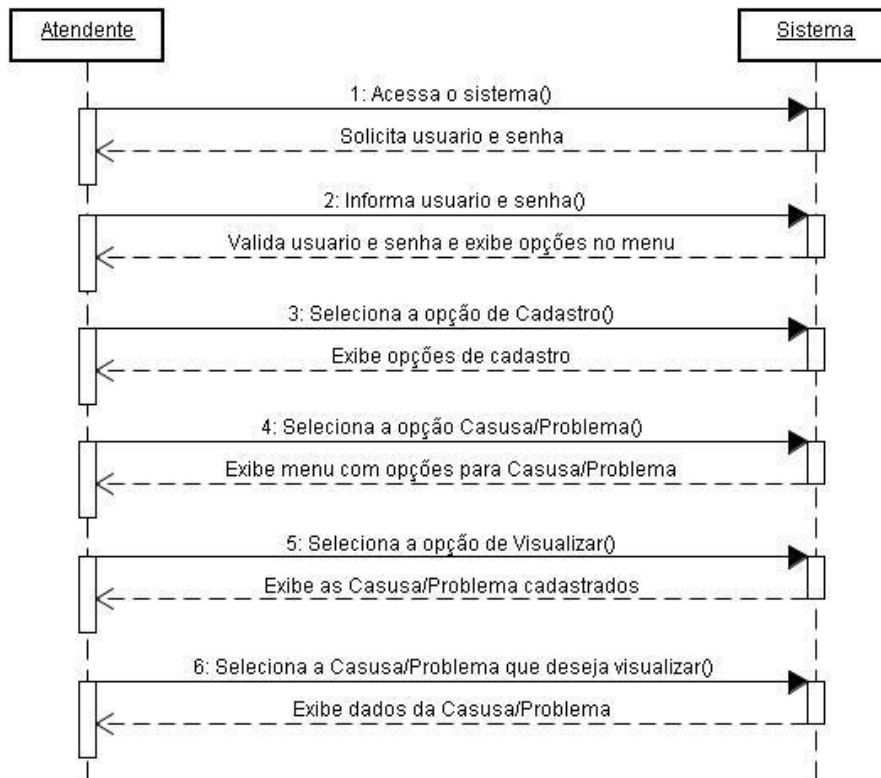 Atendente
Sistema
1: Acessa o sistema()
Solicita usuario e senha
2: Informa usuario e senha()
Valida usuario e senha e exibe opções no menu
3: Seleciona a opção de Cadastro()
Exibe opções de cadastro
4: Seleciona a opção Casusa/Problema()
Exibe menu com opções para Casusa/Problema
5: Seleciona a opção de Visualizar()
Exibe as Casusa/Problema cadastrados
6: Seleciona a Casusa/Problema que deseja visualizar()
Exibe dados da Casusa/Problema